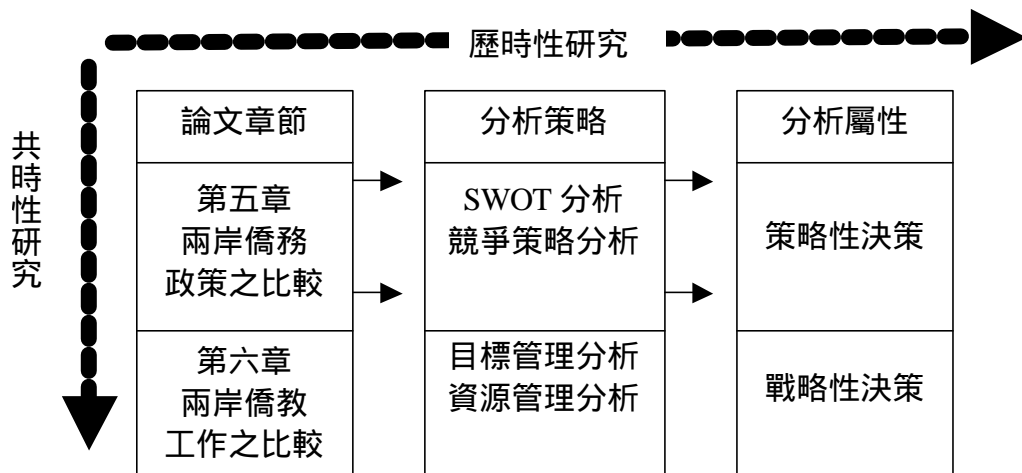 歷時性研究
共時性研究
論文章節
第五章
兩岸僑務
政策之比較
第六章
兩岸僑教
工作之比較
分析策略
SWOT 分析
競爭策略分析
目標管理分析
資源管理分析
分析屬性
策略性決策
戰略性決策